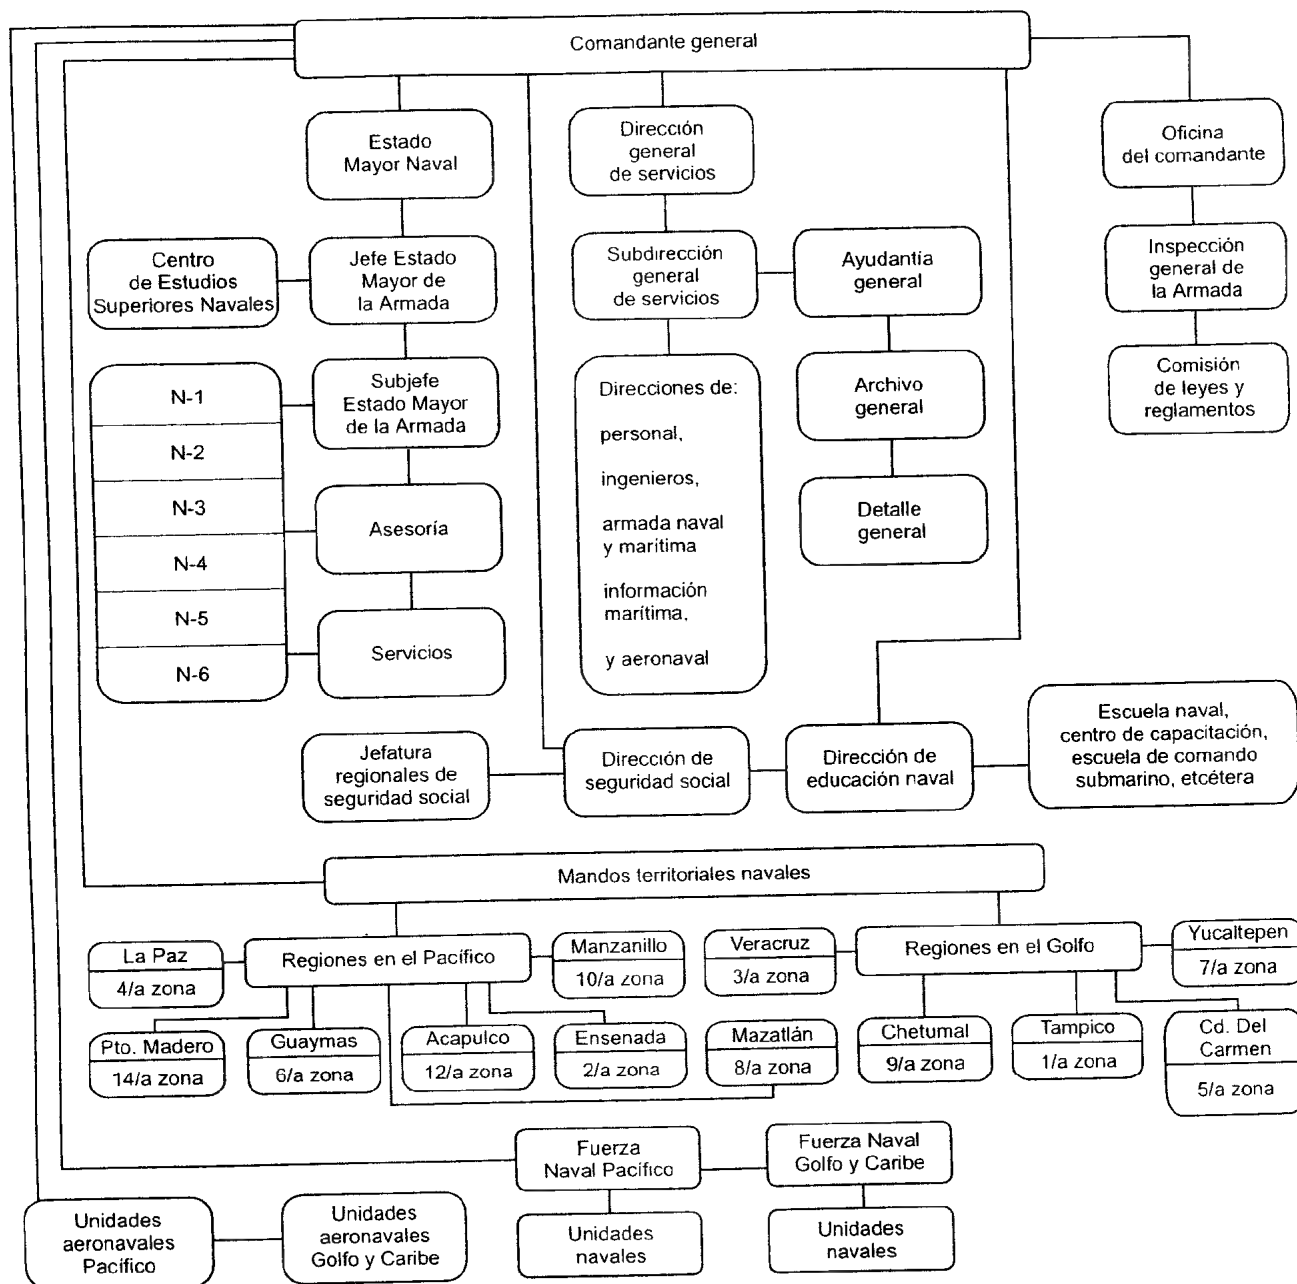 Comandante general
Estado
Mayor Naval
Dirección
general
de servicios
Oficina
del comandante
Centro
de Estudios
Superiores Navales
Jefe Estado
Mayor de
la Armada
Subdirección
general
de servicios
Ayudantía
general
Inspección
general de
la Armada
N-1
N-2
N-3
N-4
N-5
N-6
Subjefe
Estado Mayor
de la Armada
Asesoría
Servicios
Direcciones de:
personal,
ingenieros,
armada naval
y marítima
información
marítima,
y aeronaval
Archivo
general
Detalle
general
Comisión
de leyes y
reglamentos
Jefatura
regionales de
seguridad social
Dirección de
seguridad social
Dirección de
educación naval
Escuela naval,
centro de capacitación,
escuela de comando
submarino, etcétera
Mandos territoriales navales
La Paz
4/a zona
Regiones en el Pacífico
Manzanillo
10/a zona
Veracruz
3/a zona
Regiones en el Golfo
Yucaltepen
7/a zona
Pto. Madero
14/a zona
Guaymas
6/a zona
Acapulco
12/a zona
Ensenada
2/a zona
Mazatlán
8/a zona
Chetumal
9/a zona
Tampico
1/a zona
Cd. Del
Carmen
5/a zona
Fuerza
Naval Pacífico
Fuerza Naval
Golfo y Caribe
Unidades
aeronavales
Pacífico
Unidades
aeronavales
Golfo y Caribe
Unidades
navales
Unidades
navales